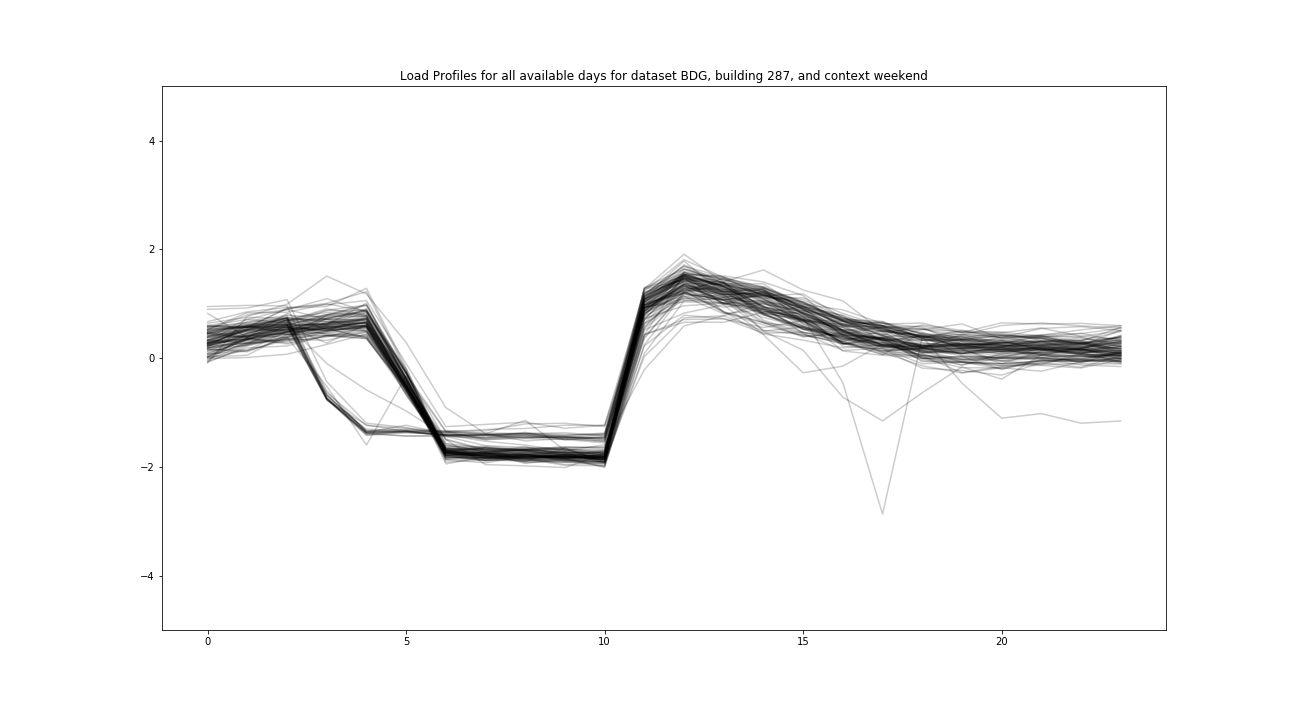 Load Profiles for all available days for dataset BDG, building 287, and context weekend
4
2
0
−2
−4
0 5 10 15 20